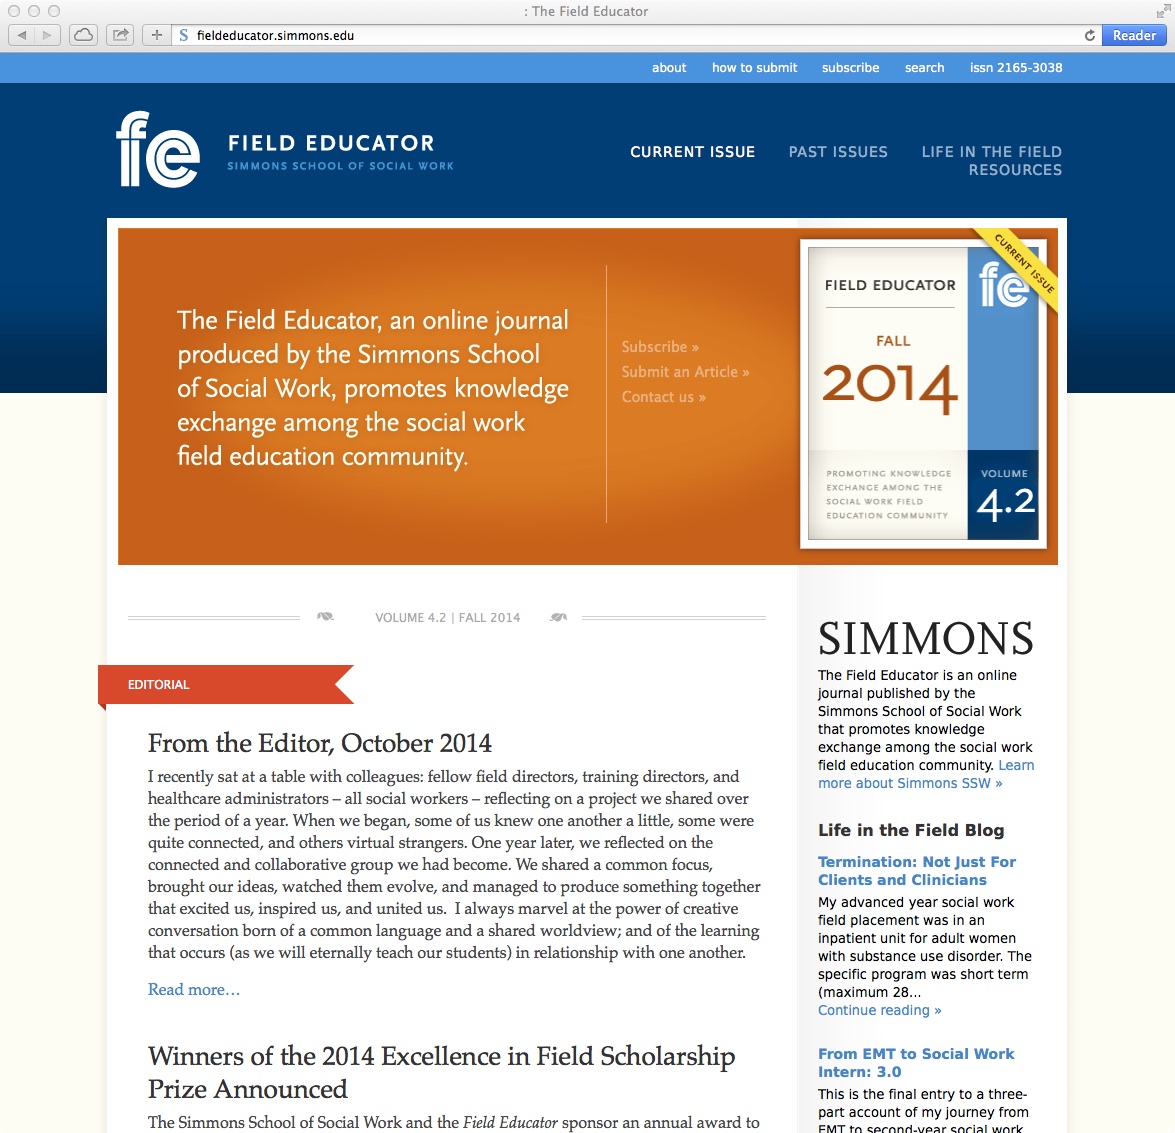 : The Field Educator
S fieldeducator.simmons.edu
Reader
about how to submit subscribe search issn 2165-3038
fe
FIELD EDUCATOR
SIMMONS SCHOOL OF SOCIAL WORK
CURRENT ISSUE PAST ISSUES LIFE IN THE FIELD
RESOURCES
The Field Educator, an online journal
produced by the Simmons School
of Social Work, promotes knowledge
exchange among the social work
field education community.
Subscribe »
Submit an Article »
Contact us »
CURRENT ISSUE
FIELD EDUCATOR
fe
FALL
2014
PROMOTING KNOWLEDGE
EXCHANGE AMONG THE
SOCIAL WORK FIELD
EDUCATION COMMUNITY
VOLUME
4.2
VOLUME 4.2 | FALL 2014
EDITORIAL
From the Editor, October 2014
I recently sat at a table with colleagues: fellow field directors, training directors, and
healthcare administrators – all social workers – reflecting on a project we shared over
the period of a year. When we began, some of us knew one another a little, some were
quite connected, and others virtual strangers. One year later, we reflected on the
connected and collaborative group we had become. We shared a common focus,
brought our ideas, watched them evolve, and managed to produce something together
that excited us, inspired us, and united us.  I always marvel at the power of creative
conversation born of a common language and a shared worldview; and of the learning
that occurs (as we will eternally teach our students) in relationship with one another.
Read more…
Winners of the 2014 Excellence in Field Scholarship
Prize Announced
The Simmons School of Social Work and the Field Educator sponsor an annual award to
SIMMONS
The Field Educator is an online
journal published by the
Simmons School of Social Work
that promotes knowledge
exchange among the social work
field education community. Learn
more about Simmons SSW »
Life in the Field Blog
Termination: Not Just For
Clients and Clinicians
My advanced year social work
field placement was in an
inpatient unit for adult women
with substance use disorder. The
specific program was short term
(maximum 28...
Continue reading »
From EMT to Social Work
Intern: 3.0
This is the final entry to a three-
part account of my journey from
EMT to second-year social work